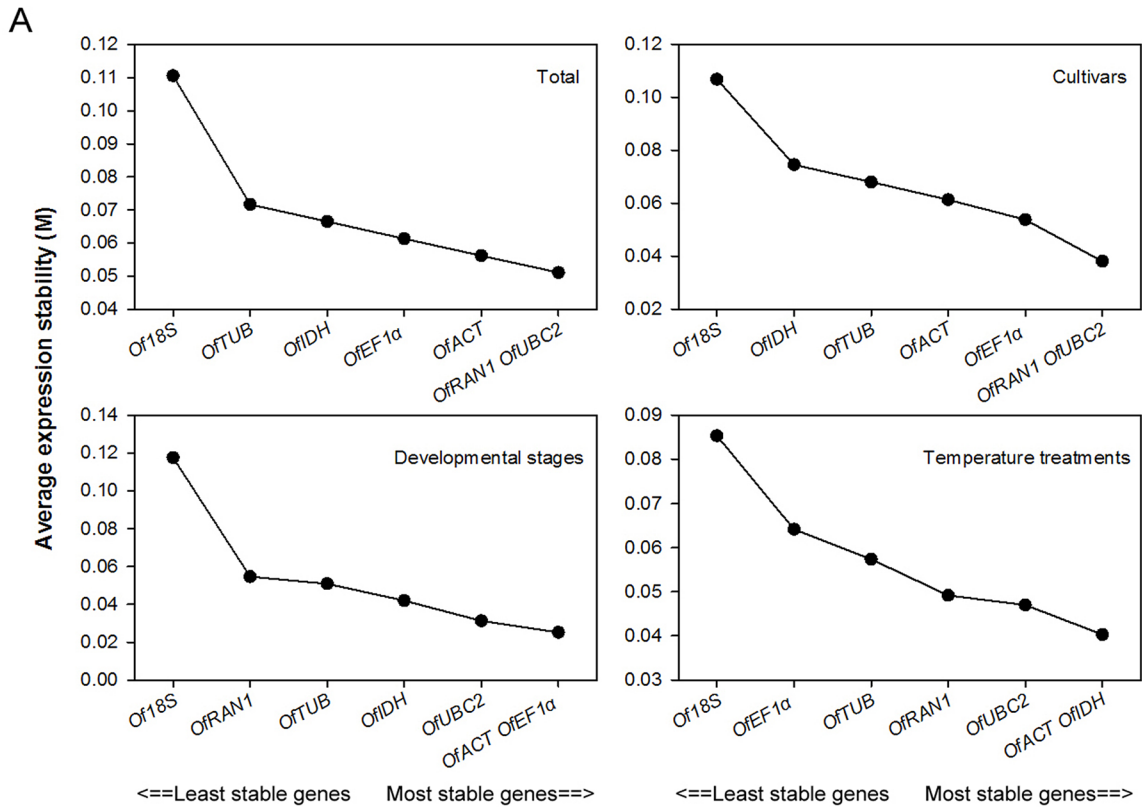 A
Average expression stability (M)
Total
0.12
0.11
0.10
0.09
0.08
0.07
0.06
0.05
0.04
Of18S
OfTUB
OfIDH
OfEF1α
OfACT
OfRAN1 OfUBC2
Cultivars
0.12
0.10
0.08
0.06
0.04
0.02
Of18S
OfIDH
OfTUB
OfACT
OfEF1α
OfRAN1 OfUBC2
Developmental stages
0.14
0.12
0.10
0.08
0.06
0.04
0.02
0.00
Of18S
OfRAN1
OfTUB
OfIDH
OfUBC2
OfACT OfEF1α
Temperature treatments
0.09
0.08
0.07
0.06
0.05
0.04
0.03
Of18S
OfEF1α
OfTUB
OfRAN1
OfUBC2
OfACT OfIDH
<==Least stable genes Most stable genes==>
<==Least stable genes Most stable genes==>